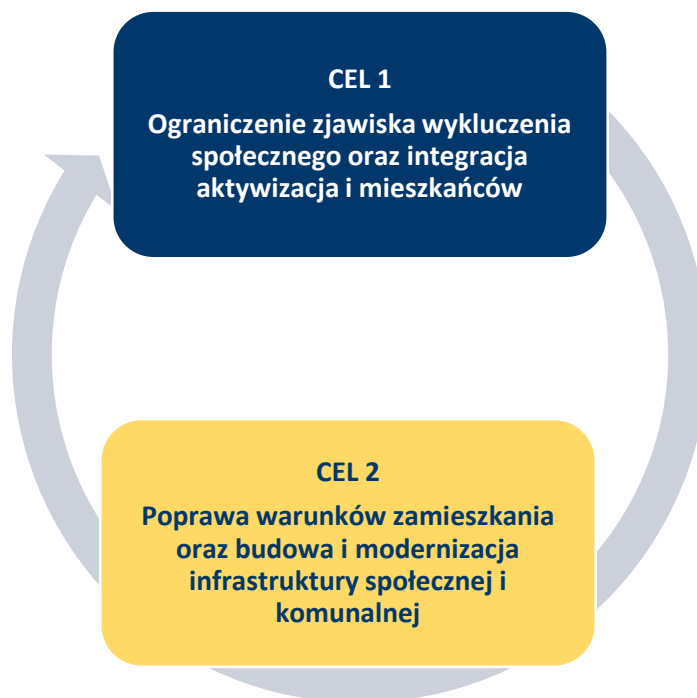 CEL 1
Ograniczenie zjawiska wykluczenia
społecznego oraz integracja
aktywizacja i mieszkańców
CEL 2
Poprawa warunków zamieszkania
oraz budowa i modernizacja
infrastruktury społecznej i
komunalnej